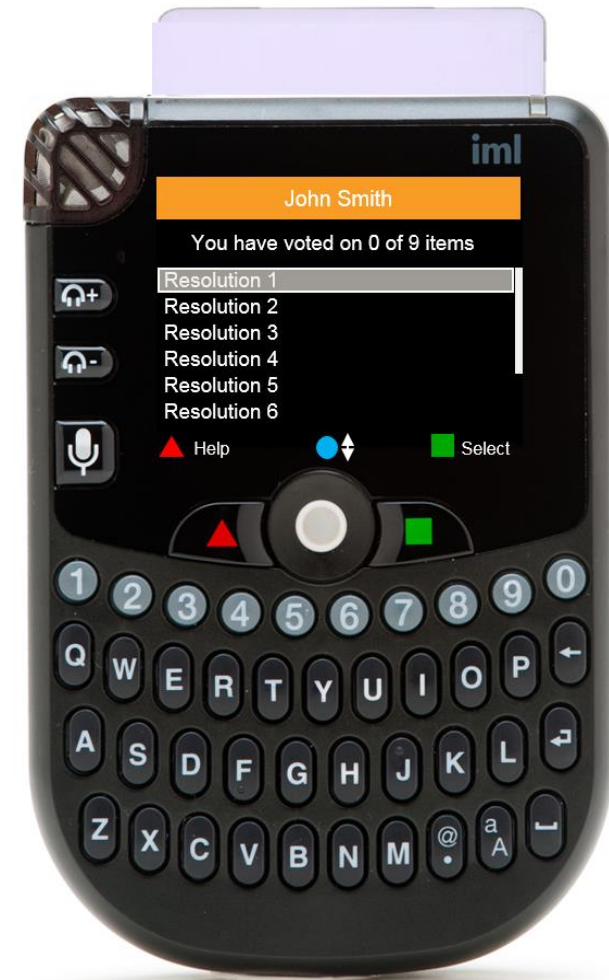 iml
John Smith
You have voted on 0 of 9 items
Resolution 1
Resolution 2
Resolution 3
Resolution 4
Resolution 5
Resolution 6
Help Select
+
-
1 2 3 4 5 6 7 8 9 0
Q W E R T Y U I O P ←
A S D F G H J K L ↵
Z X C V B N M @ . a A